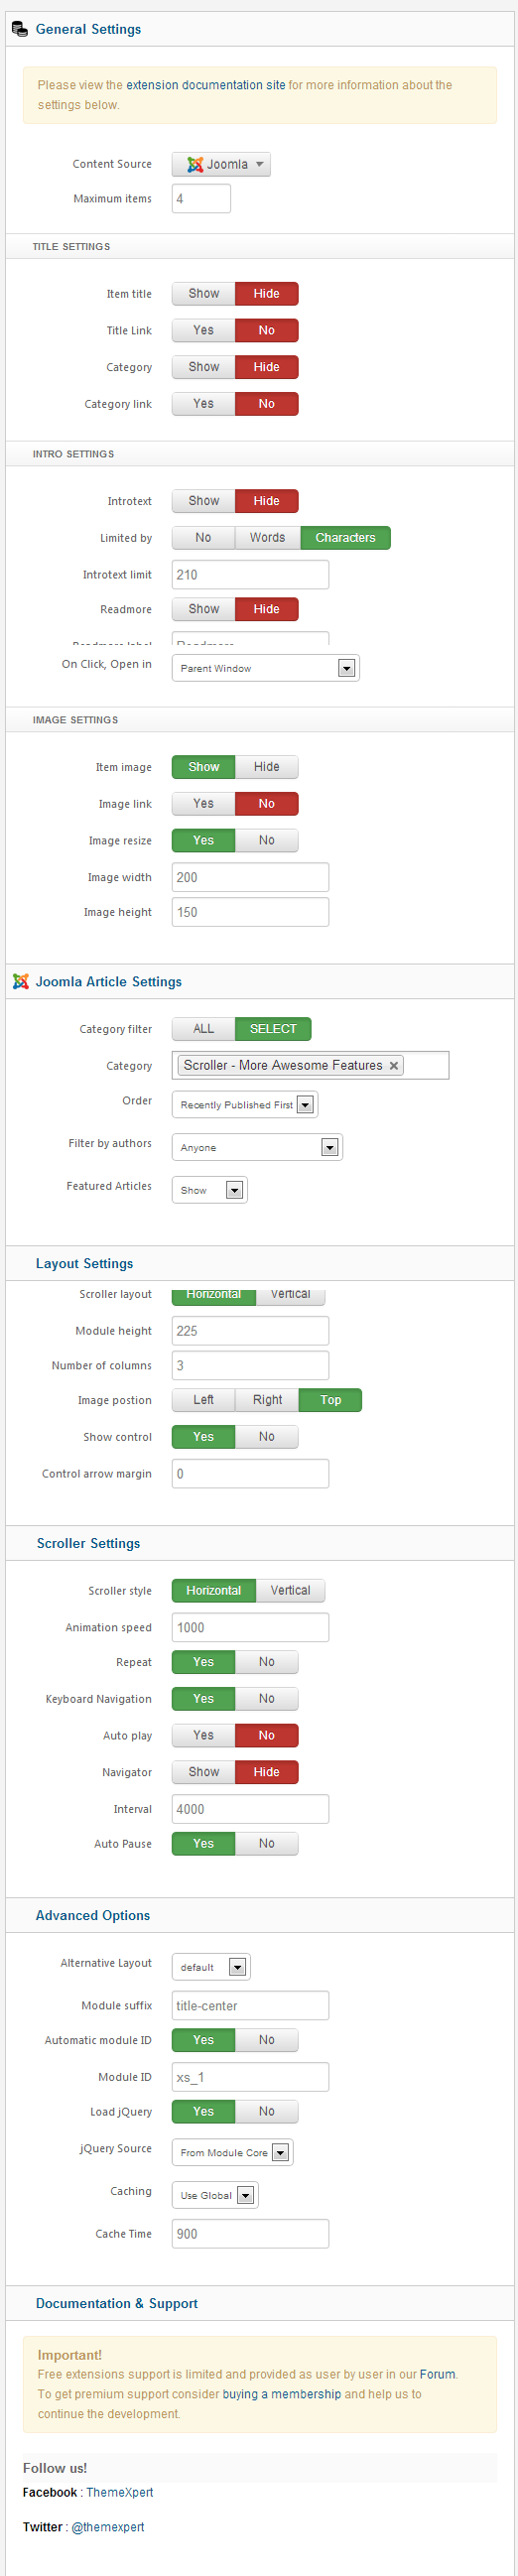 General Settings
Please view the extension documentation site for more information about the
settings below.
Content Source Joomla
Maximum items 4
TITLE SETTINGS
Item title Show Hide
Title Link Yes No
Category Show Hide
Category link Yes No
INTRO SETTINGS
Introtext Show Hide
Limited by No Words Characters
Introtext limit 210
Readmore Show Hide
Readmore label Readmore
On Click, Open in Parent Window
IMAGE SETTINGS
Item image Show Hide
Image link Yes No
Image resize Yes No
Image width 200
Image height 150
Joomla Article Settings
Category filter ALL SELECT
Category Scroller - More Awesome Features ×
Order Recently Published First
Filter by authors Anyone
Featured Articles Show
Layout Settings
Scroller layout Horizontal Vertical
Module height 225
Number of columns 3
Image postion Left Right Top
Show control Yes No
Control arrow margin 0
Scroller Settings
Scroller style Horizontal Vertical
Animation speed 1000
Repeat Yes No
Keyboard Navigation Yes No
Auto play Yes No
Navigator Show Hide
Interval 4000
Auto Pause Yes No
Advanced Options
Alternative Layout default
Module suffix title-center
Automatic module ID Yes No
Module ID xs_1
Load jQuery Yes No
jQuery Source From Module Core
Caching Use Global
Cache Time 900
Documentation & Support
Important!
Free extensions support is limited and provided as user by user in our Forum.
To get premium support consider buying a membership and help us to
continue the development.
Follow us!
Facebook : ThemeXpert
Twitter : @themexpert